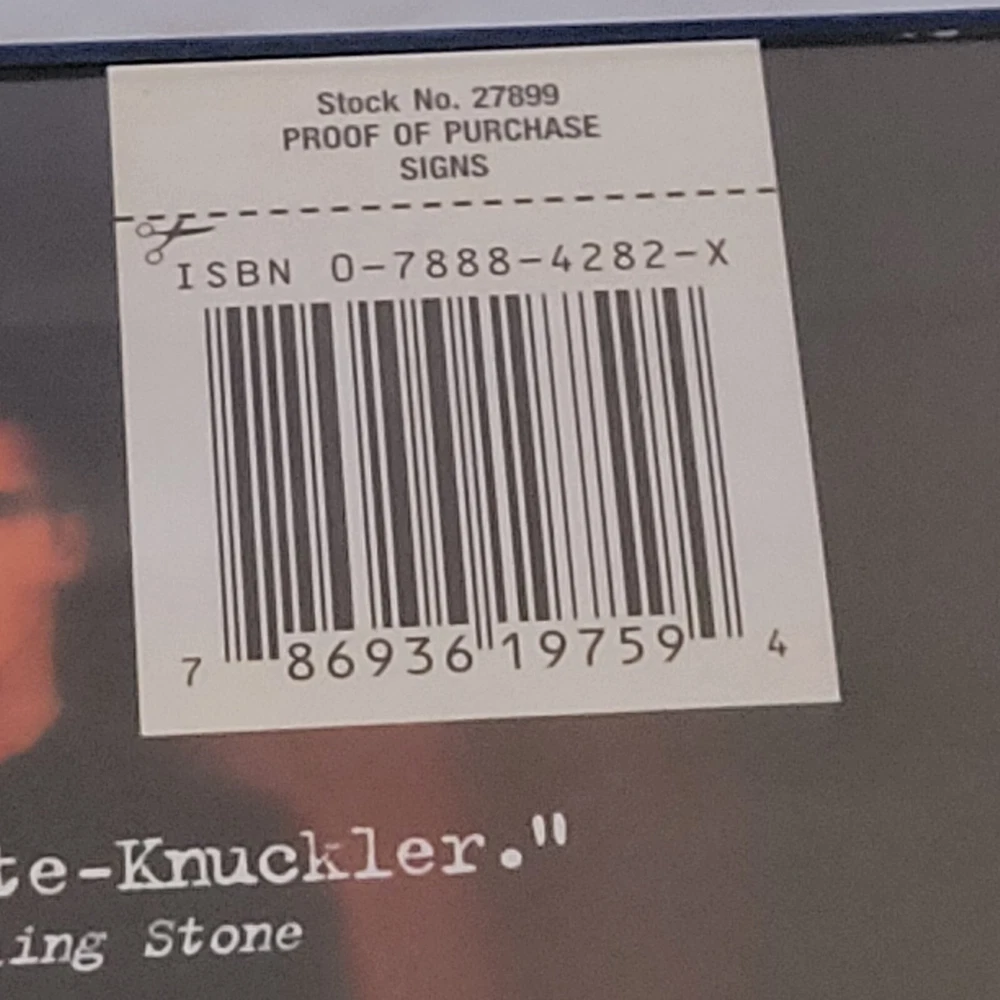 Stock No. 27899
PROOF OF PURCHASE
SIGNS
ISBN 0-7888-4282-X
7 86936 19759 4
te-Knuckler."
ing Stone